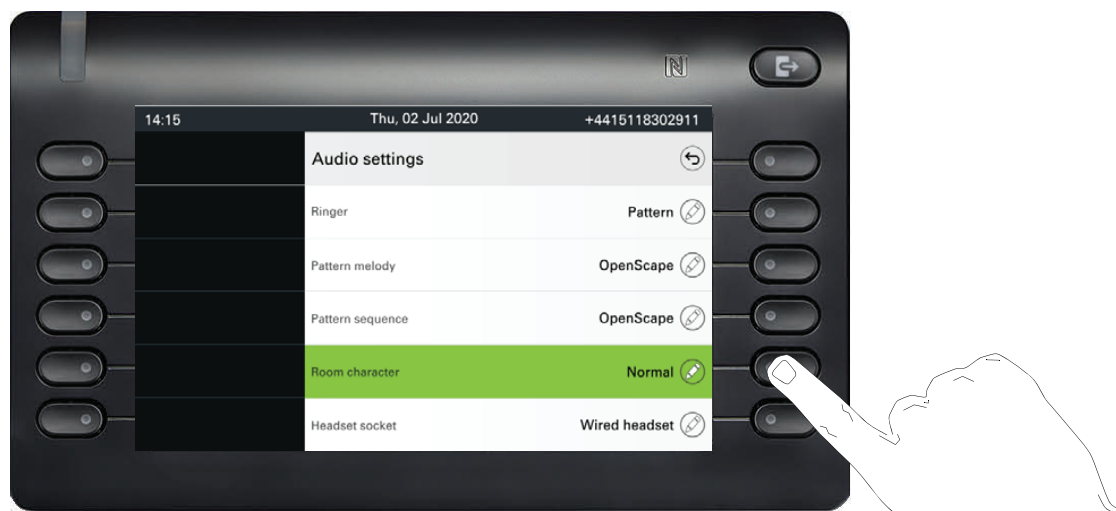 14:15 Thu, 02 Jul 2020 +4415118302911
Audio settings
Ringer Pattern
Pattern melody OpenScape
Pattern sequence OpenScape
Room character Normal
Headset socket Wired headset